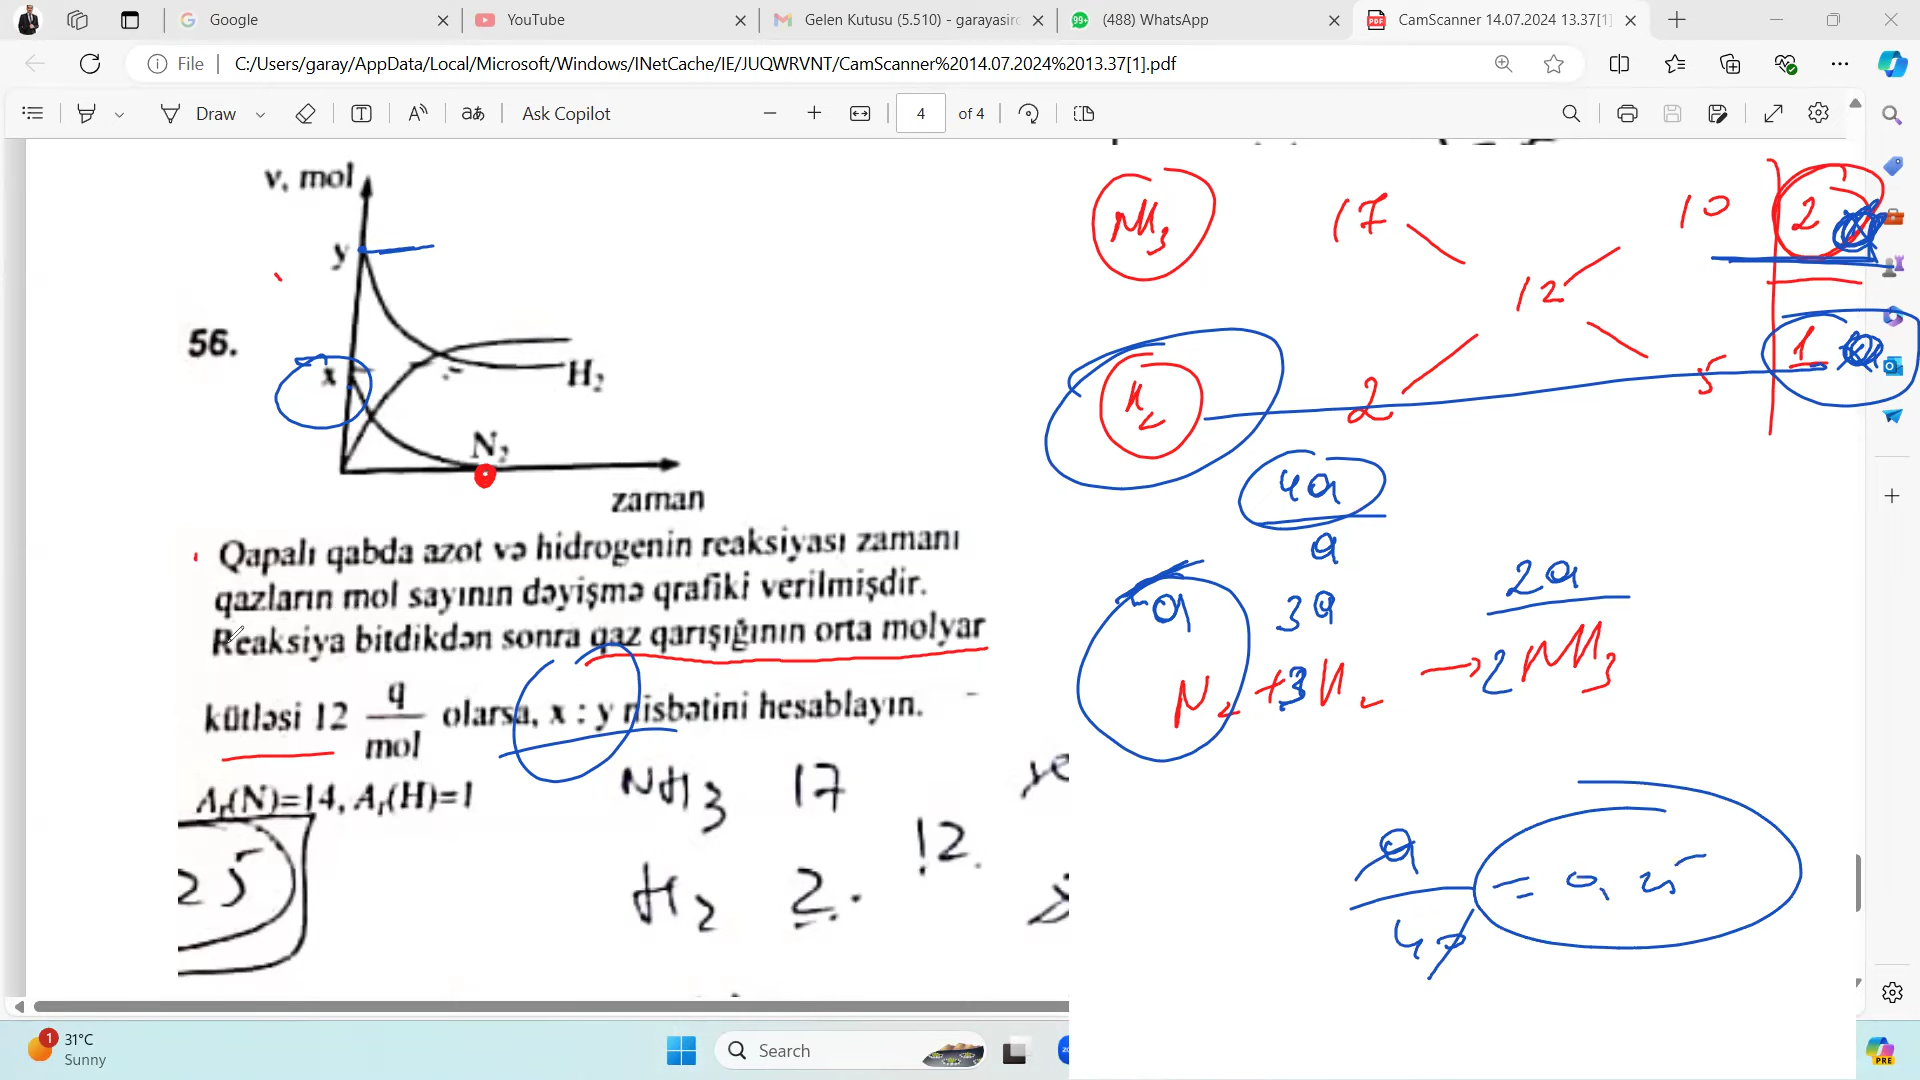 Google
YouTube
Gelen Kutusu (5.510) - garayasir
(488) WhatsApp
CamScanner 14.07.2024 13.37[1]
File
C:/Users/garay/AppData/Local/Microsoft/Windows/INetCache/IE/JUQWRVNT/CamScanner%2014.07.2024%2013.37[1].pdf
Draw
Ask Copilot
4 of 4
v, mol
y
56.
x
H₂
N₂
zaman
Qapalı qabda azot və hidrogenin reaksiyası zamanı
qazların mol sayının dəyişmə qrafiki verilmişdir.
Reaksiya bitdikdən sonra qaz qarışığının orta molyar
kütləsi 12 q/mol olarsa, x : y nisbətini hesablayın.
Aᵣ(N)=14, Aᵣ(H)=1
25
NH₃ 17
12.
H₂ 2.
NH₃ 17 10 2
12
H₂ 2 5 1
4a
a
a 3a 2a
N₂ + 3H₂ → 2NH₃
a/4a = 0,25
1
31°C
Sunny
Search
PRE